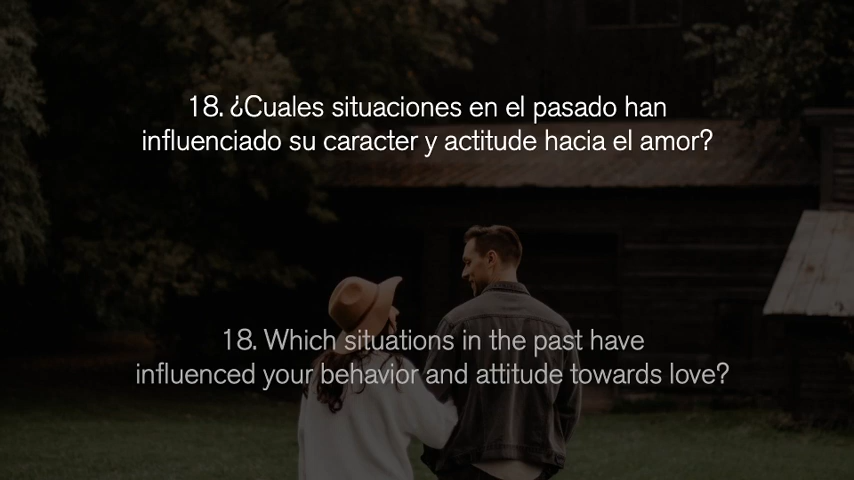 18. ¿Cuales situaciones en el pasado han
influenciado su caracter y actitude hacia el amor?
18. Which situations in the past have
influenced your behavior and attitude towards love?